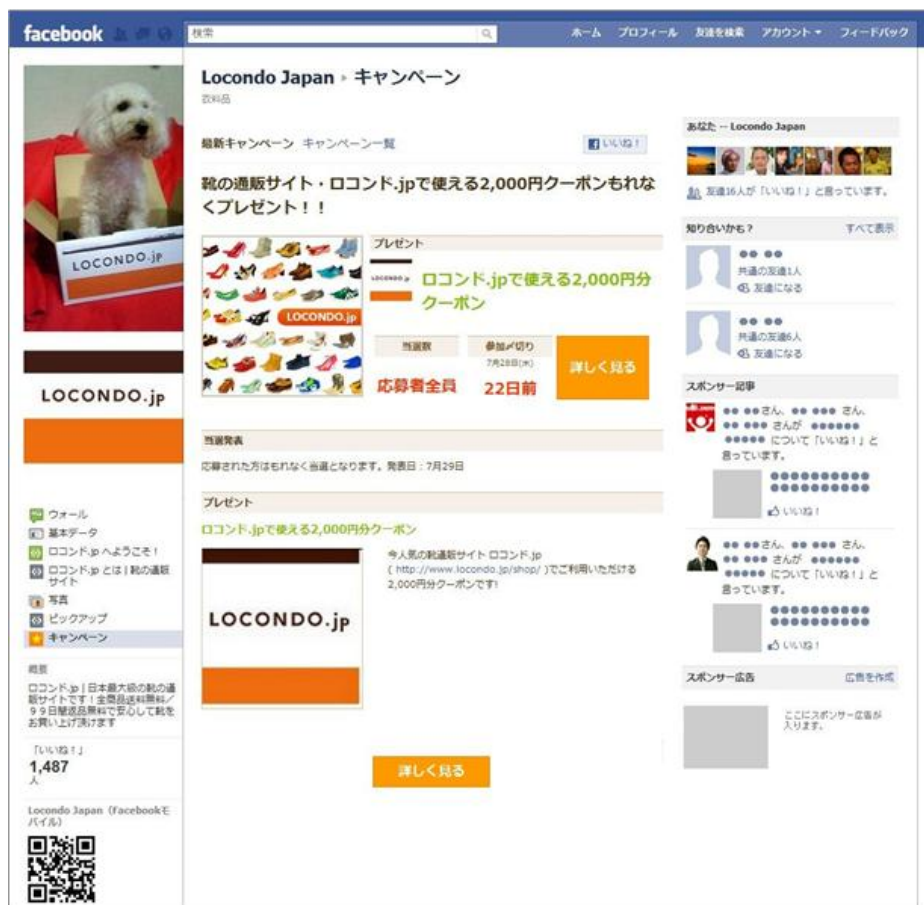 facebook
検索
ホーム プロフィール 友達を検索 アカウント フィードバック
LOCONDO.jp
LOCONDO.jp
ウォール
基本データ
ロコンド.jp へようこそ!
ロコンド.jp とは | 靴の通販
サイト
写真
ピックアップ
キャンペーン
概要
ロコンド.jp | 日本最大級の靴の通
販サイトです!全商品送料無料/
99日間返品無料で安心して靴を
お買い上げ頂けます
「いいね!」
1,487
人
Locondo Japan(Facebookモ
バイル)
Locondo Japan ▸ キャンペーン
衣料品
最新キャンペーン キャンペーン一覧
いいね!
靴の通販サイト・ロコンド.jpで使える2,000円クーポンもれな
くプレゼント!!
LOCONDO.jp
プレゼント
LOCONDO.jp
ロコンド.jpで使える2,000円分
クーポン
当選数
応募者全員
参加〆切り
7月28日(木)
22日前
詳しく見る
当選発表
応募された方はもれなく当選となります。発表日:7月29日
プレゼント
ロコンド.jpで使える2,000円分クーポン
LOCONDO.jp
今人気の靴通販サイト ロコンド.jp
( http://www.locondo.jp/shop/ )でご利用いただける
2,000円分クーポンです!
詳しく見る
あなた -- Locondo Japan
友達16人が「いいね!」と言っています。
知り合いかも? すべて表示
●● ●●
共通の友達1人
友達になる
●● ●●
共通の友達6人
友達になる
スポンサー記事
●● ●●さん、●● ●●● さん、
●● ●●● さんが ●●●●●●
●●●●● について「いいね!」と
言っています。
●●●●●●●●●●
●●●●●●●●●●
いいね!
●● ●●さん、●● ●●● さん、
●● ●●● さんが ●●●●●●
●●●●● について「いいね!」と
言っています。
●●●●●●●●●●
●●●●●●●●●●
いいね!
スポンサー広告 広告を作成
ここにスポンサー広告が
入ります。